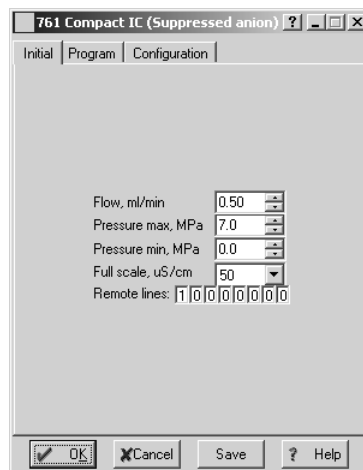 761 Compact IC (Suppressed anion) ? _ □ X
Initial Program Configuration
Flow, ml/min 0.50
Pressure max, MPa 7.0
Pressure min, MPa 0.0
Full scale, uS/cm 50
Remote lines: 1 0 0 0 0 0 0 0
✔ OK ✘Cancel Save ? Help